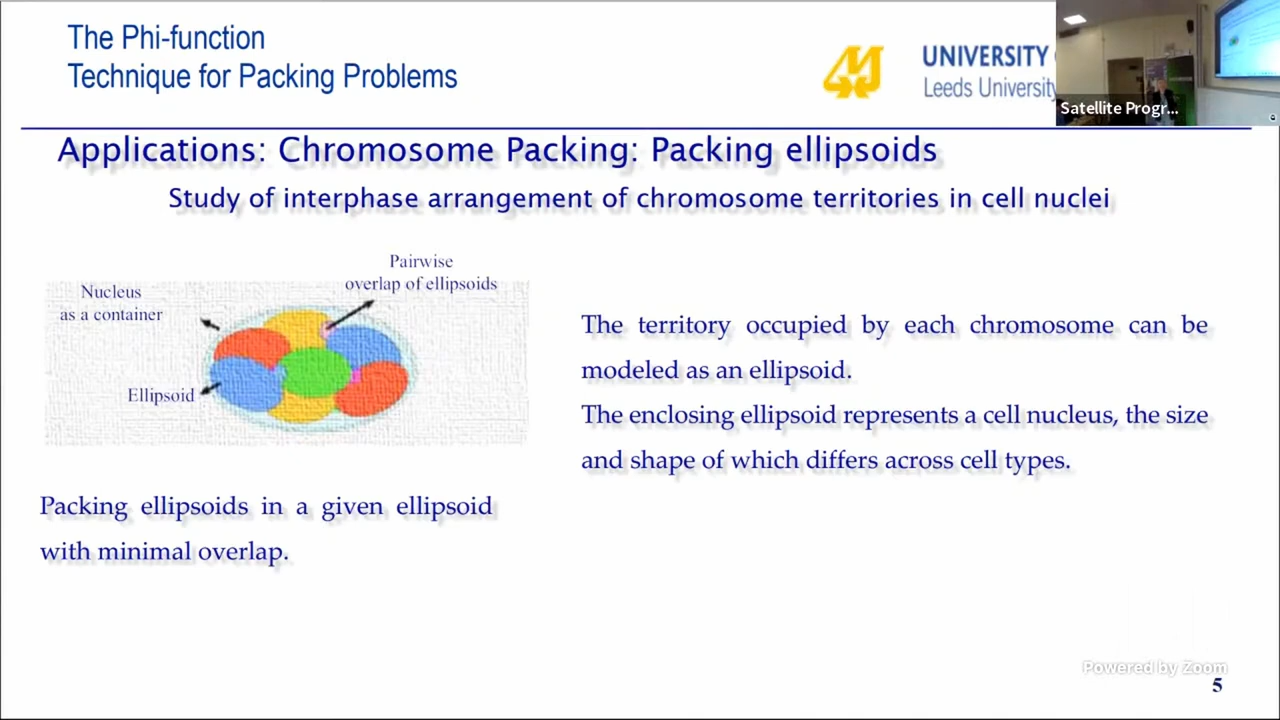 The Phi-function
Technique for Packing Problems
UNIVERSITY
Leeds University
Satellite Progr...
Applications: Chromosome Packing: Packing ellipsoids
Study of interphase arrangement of chromosome territories in cell nuclei
Pairwise
overlap of ellipsoids
Nucleus
as a container
Ellipsoid
The territory occupied by each chromosome can be
modeled as an ellipsoid.
The enclosing ellipsoid represents a cell nucleus, the size
and shape of which differs across cell types.
Packing ellipsoids in a given ellipsoid
with minimal overlap.
Powered by Zoom
5